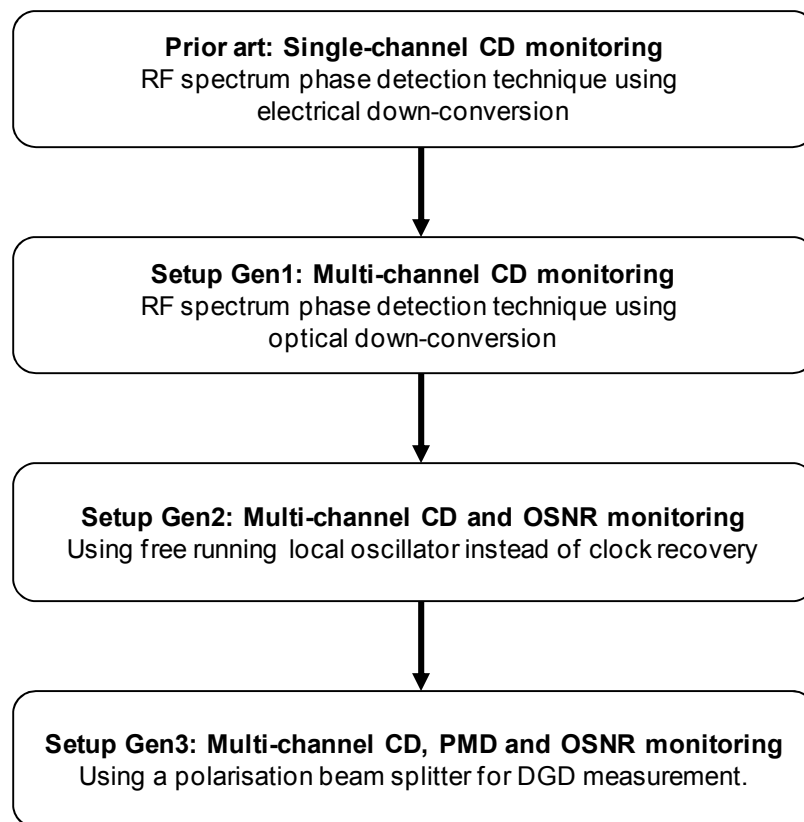 Prior art: Single-channel CD monitoring
RF spectrum phase detection technique using
electrical down-conversion
Setup Gen1: Multi-channel CD monitoring
RF spectrum phase detection technique using
optical down-conversion
Setup Gen2: Multi-channel CD and OSNR monitoring
Using free running local oscillator instead of clock recovery
Setup Gen3: Multi-channel CD, PMD and OSNR monitoring
Using a polarisation beam splitter for DGD measurement.